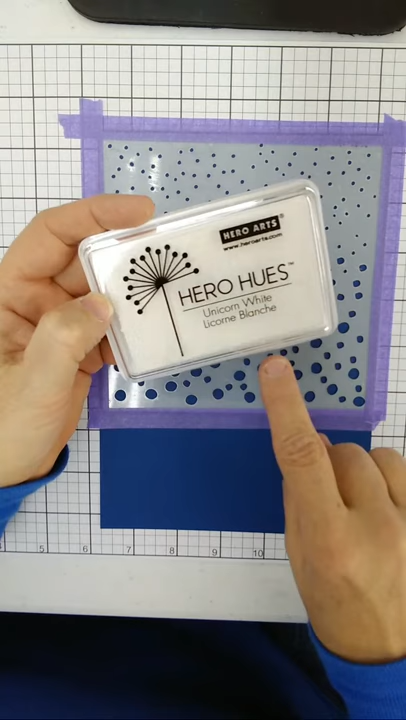 HERO ARTS®
www.heroarts.com
HERO HUES™
Unicorn White
Licorne Blanche
5 6 7 8 9 10